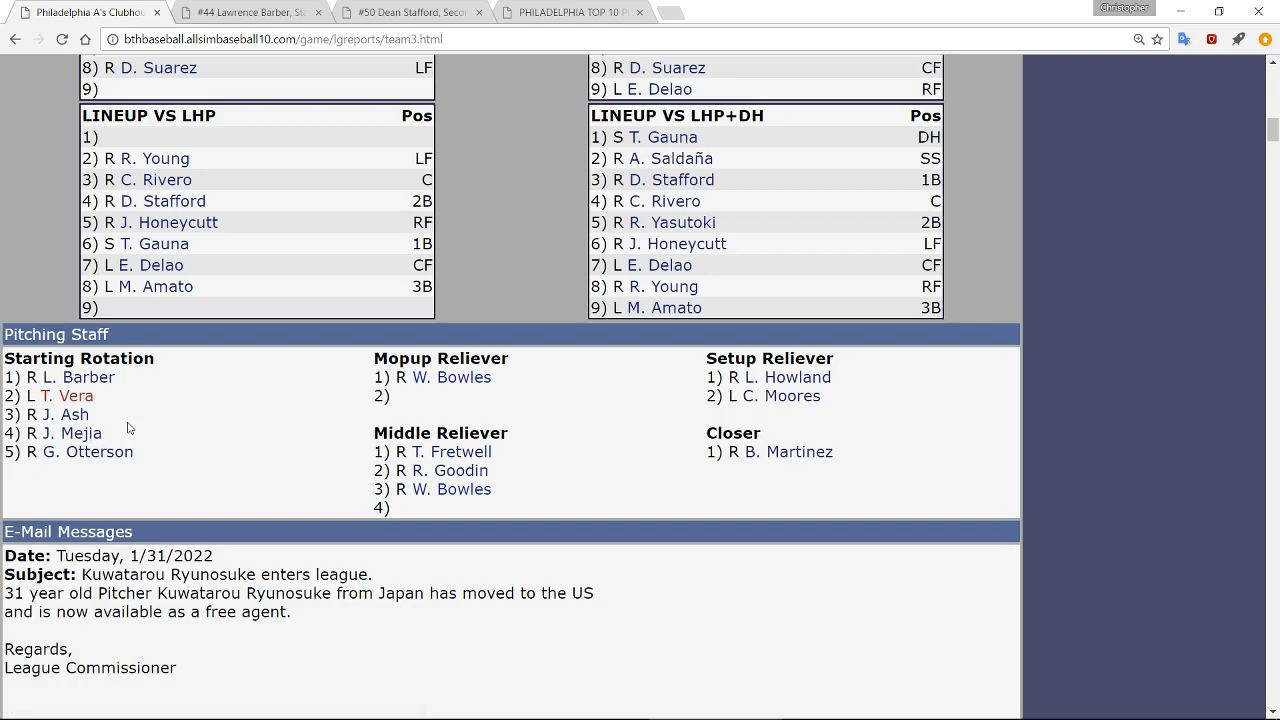 Philadelphia A's Clubhou
#44 Lawrence Barber, Sta
#50 Dean Stafford, Seco
PHILADELPHIA TOP 10 P
Christopher
bthbaseball.allsimbaseball10.com/game/lgreports/team3.html
8) R D. Suarez LF
9)
8) R D. Suarez CF
9) L E. Delao RF
LINEUP VS LHP Pos
1)
2) R R. Young LF
3) R C. Rivero C
4) R D. Stafford 2B
5) R J. Honeycutt RF
6) S T. Gauna 1B
7) L E. Delao CF
8) L M. Amato 3B
9)
LINEUP VS LHP+DH Pos
1) S T. Gauna DH
2) R A. Saldaña SS
3) R D. Stafford 1B
4) R C. Rivero C
5) R R. Yasutoki 2B
6) R J. Honeycutt LF
7) L E. Delao CF
8) R R. Young RF
9) L M. Amato 3B
Pitching Staff
Starting Rotation
1) R L. Barber
2) L T. Vera
3) R J. Ash
4) R J. Mejia
5) R G. Otterson
Mopup Reliever
1) R W. Bowles
2)
Middle Reliever
1) R T. Fretwell
2) R R. Goodin
3) R W. Bowles
4)
Setup Reliever
1) R L. Howland
2) L C. Moores
Closer
1) R B. Martinez
E-Mail Messages
Date: Tuesday, 1/31/2022
Subject: Kuwatarou Ryunosuke enters league.
31 year old Pitcher Kuwatarou Ryunosuke from Japan has moved to the US
and is now available as a free agent.
Regards,
League Commissioner